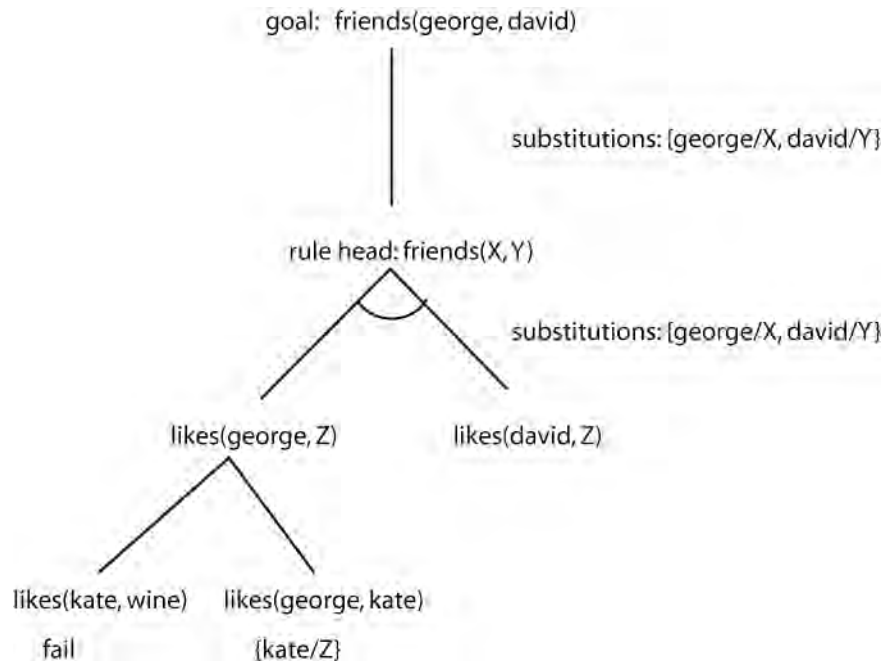 goal: friends(george, david)
substitutions: {george/X, david/Y}
rule head: friends(X, Y)
substitutions: {george/X, david/Y}
likes(george, Z) likes(david, Z)
likes(kate, wine) likes(george, kate)
fail {kate/Z}